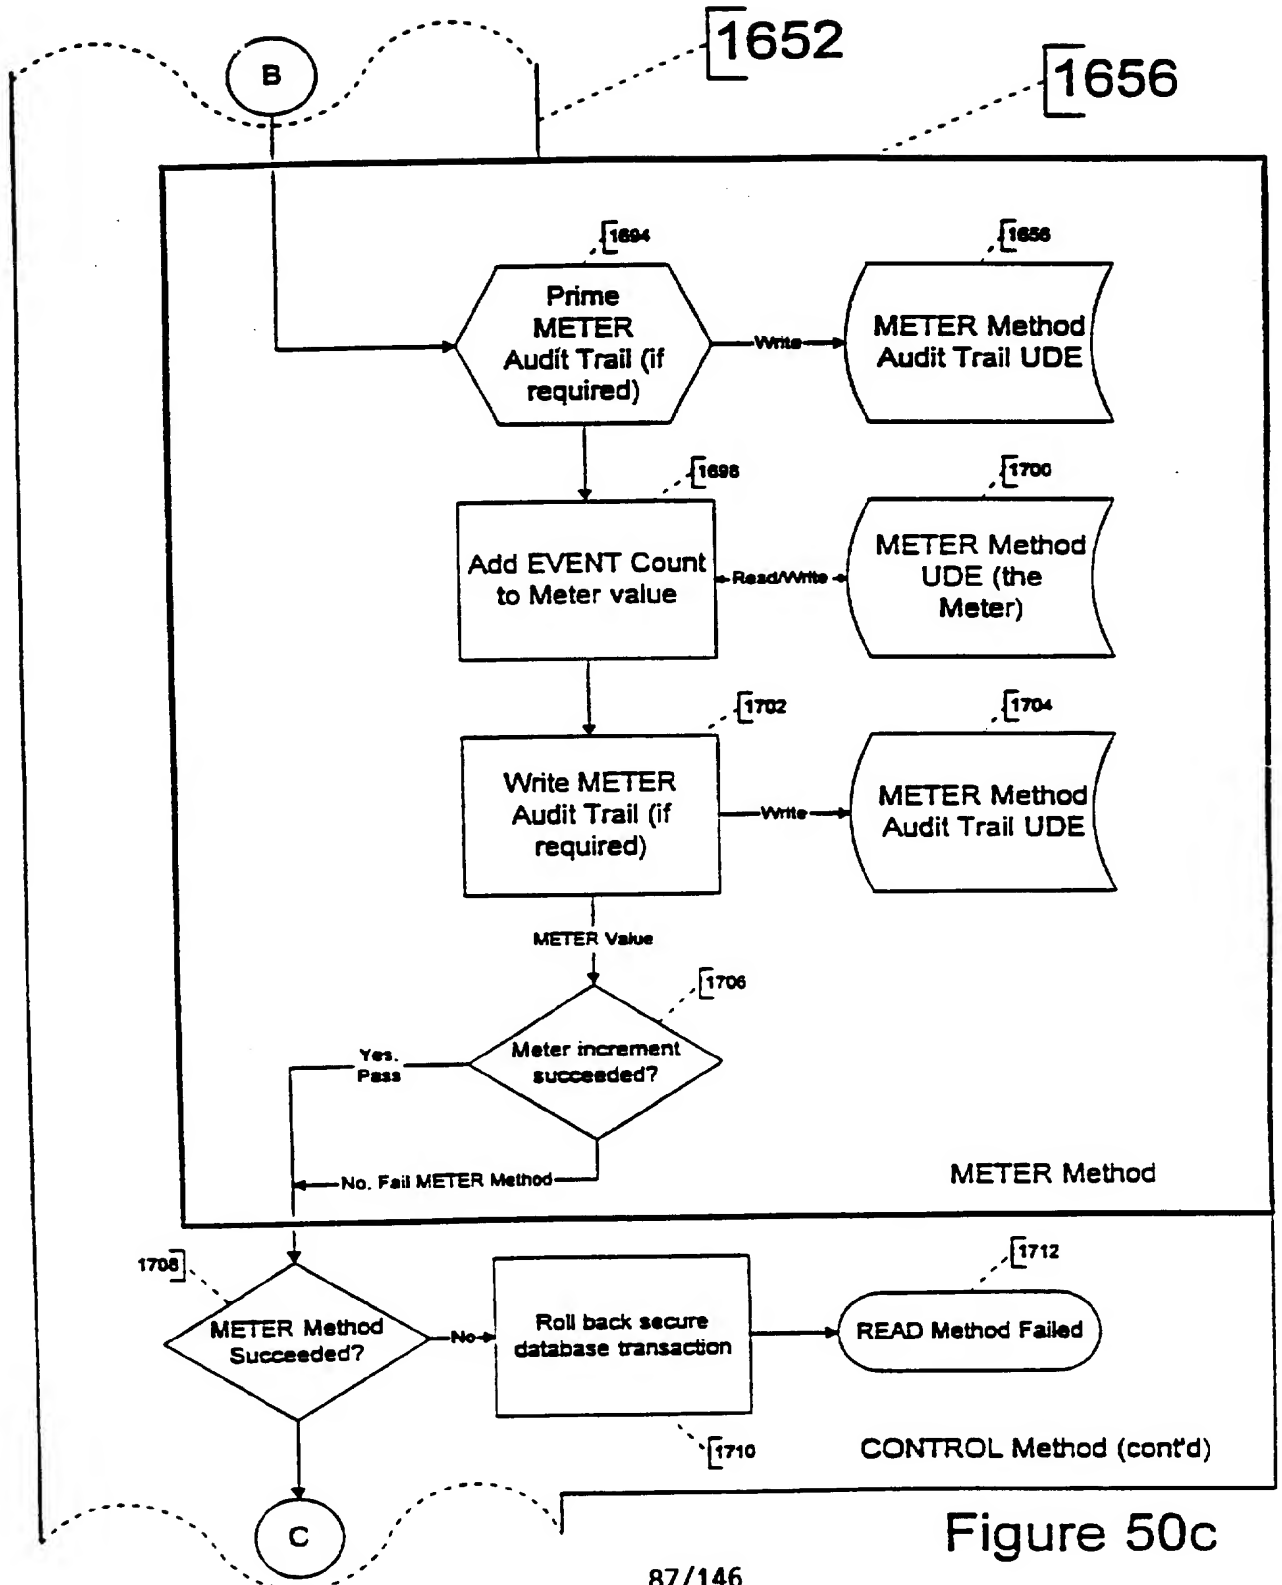 1652
B
1656
1694
1656
Prime
METER
Audit Trail (if
required)
Write
METER Method
Audit Trail UDE
1698
1700
Add EVENT Count
to Meter value
Read/Write
METER Method
UDE (the
Meter)
1702
1704
Write METER
Audit Trail (if
required)
Write
METER Method
Audit Trail UDE
METER Value
1706
Meter increment
succeeded?
Yes.
Pass
No. Fail METER Method
METER Method
1708
1712
METER Method
Succeeded?
No
Roll back secure
database transaction
READ Method Failed
1710
CONTROL Method (cont'd)
C
Figure 50c
87/146